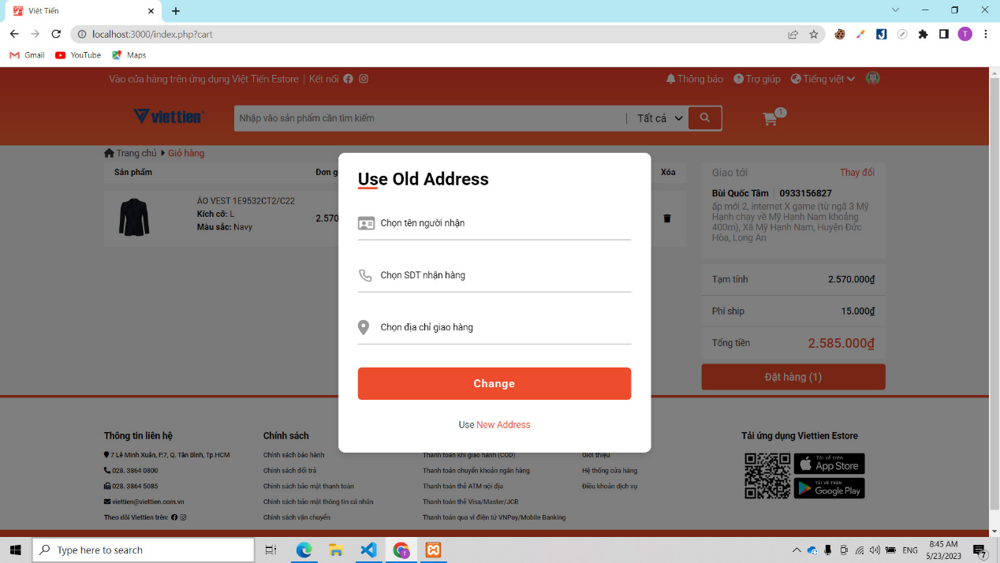 Việt Tiến
localhost:3000/index.php?cart
Gmail
YouTube
Maps
Vào cửa hàng trên ứng dụng Việt Tiến Estore
Kết nối
Thông báo
Trợ giúp
Tiếng việt
viettien
Nhập vào sản phẩm cần tìm kiếm
Tất cả
1
Trang chủ
Giỏ hàng
Sản phẩm
Đơn g
Xóa
ÁO VEST 1E9532CT2/C22
Kích cỡ: L
Màu sắc: Navy
2.570
Use Old Address
Chọn tên người nhận
Chọn SDT nhận hàng
Chọn địa chỉ giao hàng
Change
Use New Address
Giao tới
Thay đổi
Bùi Quốc Tâm | 0933156827
ấp mới 2, internet X game (từ ngã 3 Mỹ
Hạnh chạy về Mỹ Hạnh Nam khoảng
400m), Xã Mỹ Hạnh Nam, Huyện Đức
Hòa, Long An
Tạm tính
2.570.000₫
Phí ship
15.000₫
Tổng tiền
2.585.000₫
Đặt hàng (1)
Thông tin liên hệ
7 Lê Minh Xuân, P.7, Q. Tân Bình, Tp.HCM
028. 3864 0800
028. 3864 5085
viettien@viettien.com.vn
Theo dõi Viettien trên:
Chính sách
Chính sách bảo hành
Chính sách đổi trả
Chính sách bảo mật thanh toán
Chính sách bảo mật thông tin cá nhân
Chính sách vận chuyển
Thanh toán khi giao hành (COD)
Thanh toán chuyển khoản ngân hàng
Thanh toán thẻ ATM nội địa
Thanh toán thẻ Visa/Master/JCB
Thanh toán qua ví điện tử VNPay/Mobile Banking
Giới thiệu
Hệ thống cửa hàng
Điều khoản dịch vụ
Tải ứng dụng Viettien Estore
Tải về trên
App Store
TẢI VỀ TRÊN
Google Play
Type here to search
ENG
8:45 AM
5/23/2023
7
T